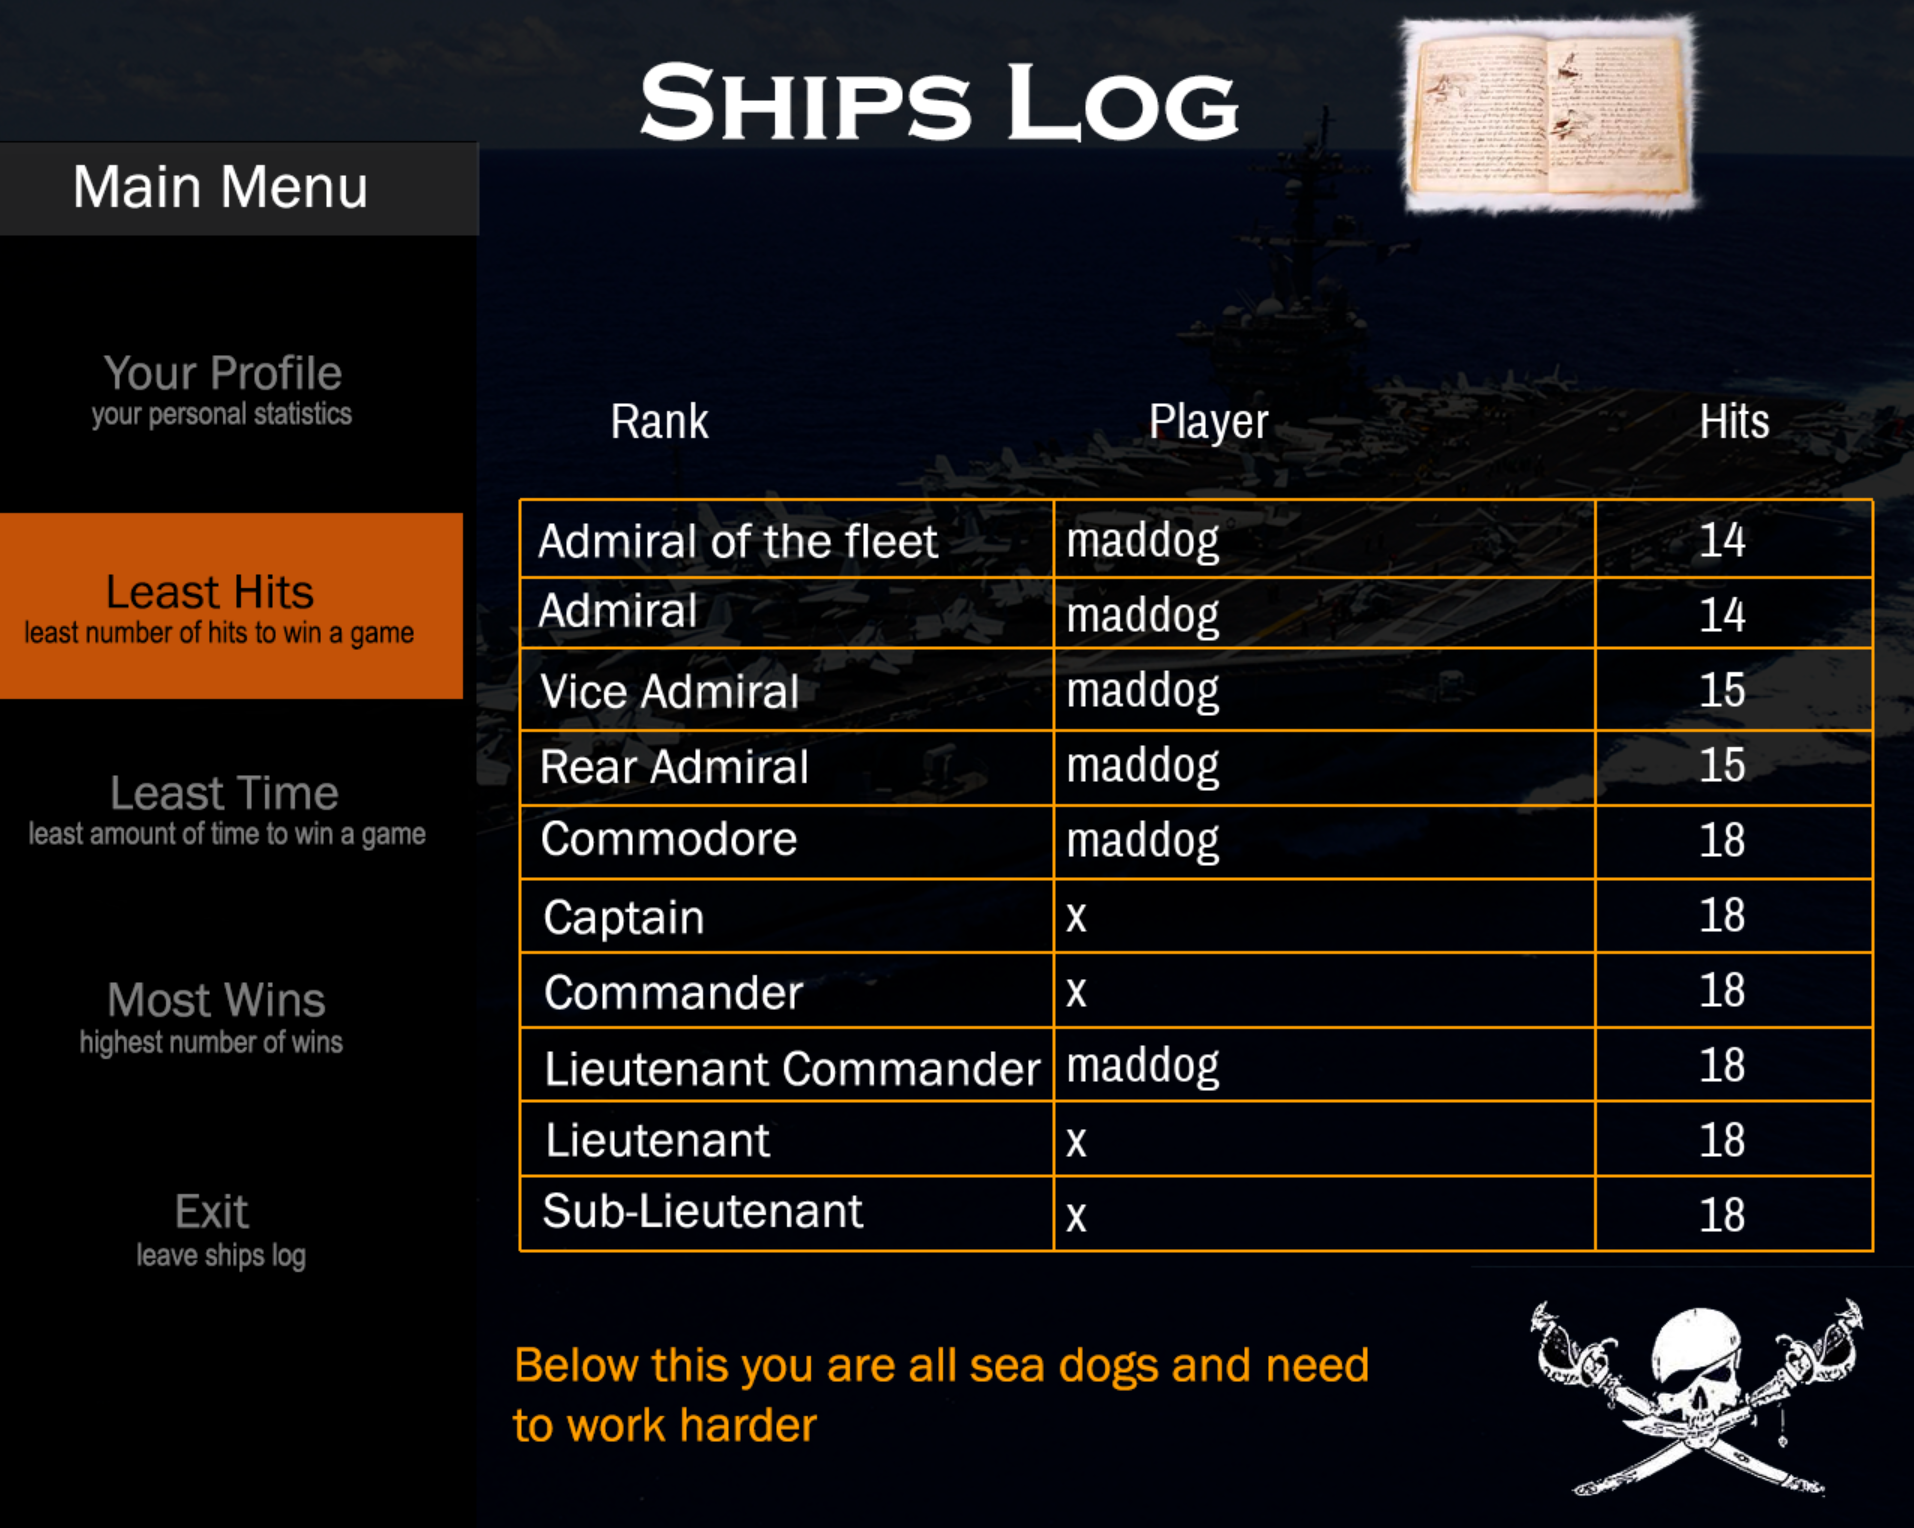 Ships Log
Main Menu
Your Profile
your personal statistics
Least Hits
least number of hits to win a game
Least Time
least amount of time to win a game
Most Wins
highest number of wins
Exit
leave ships log
Rank Player Hits
Admiral of the fleet maddog 14
Admiral maddog 14
Vice Admiral maddog 15
Rear Admiral maddog 15
Commodore maddog 18
Captain x 18
Commander x 18
Lieutenant Commander maddog 18
Lieutenant x 18
Sub-Lieutenant x 18
Below this you are all sea dogs and need
to work harder